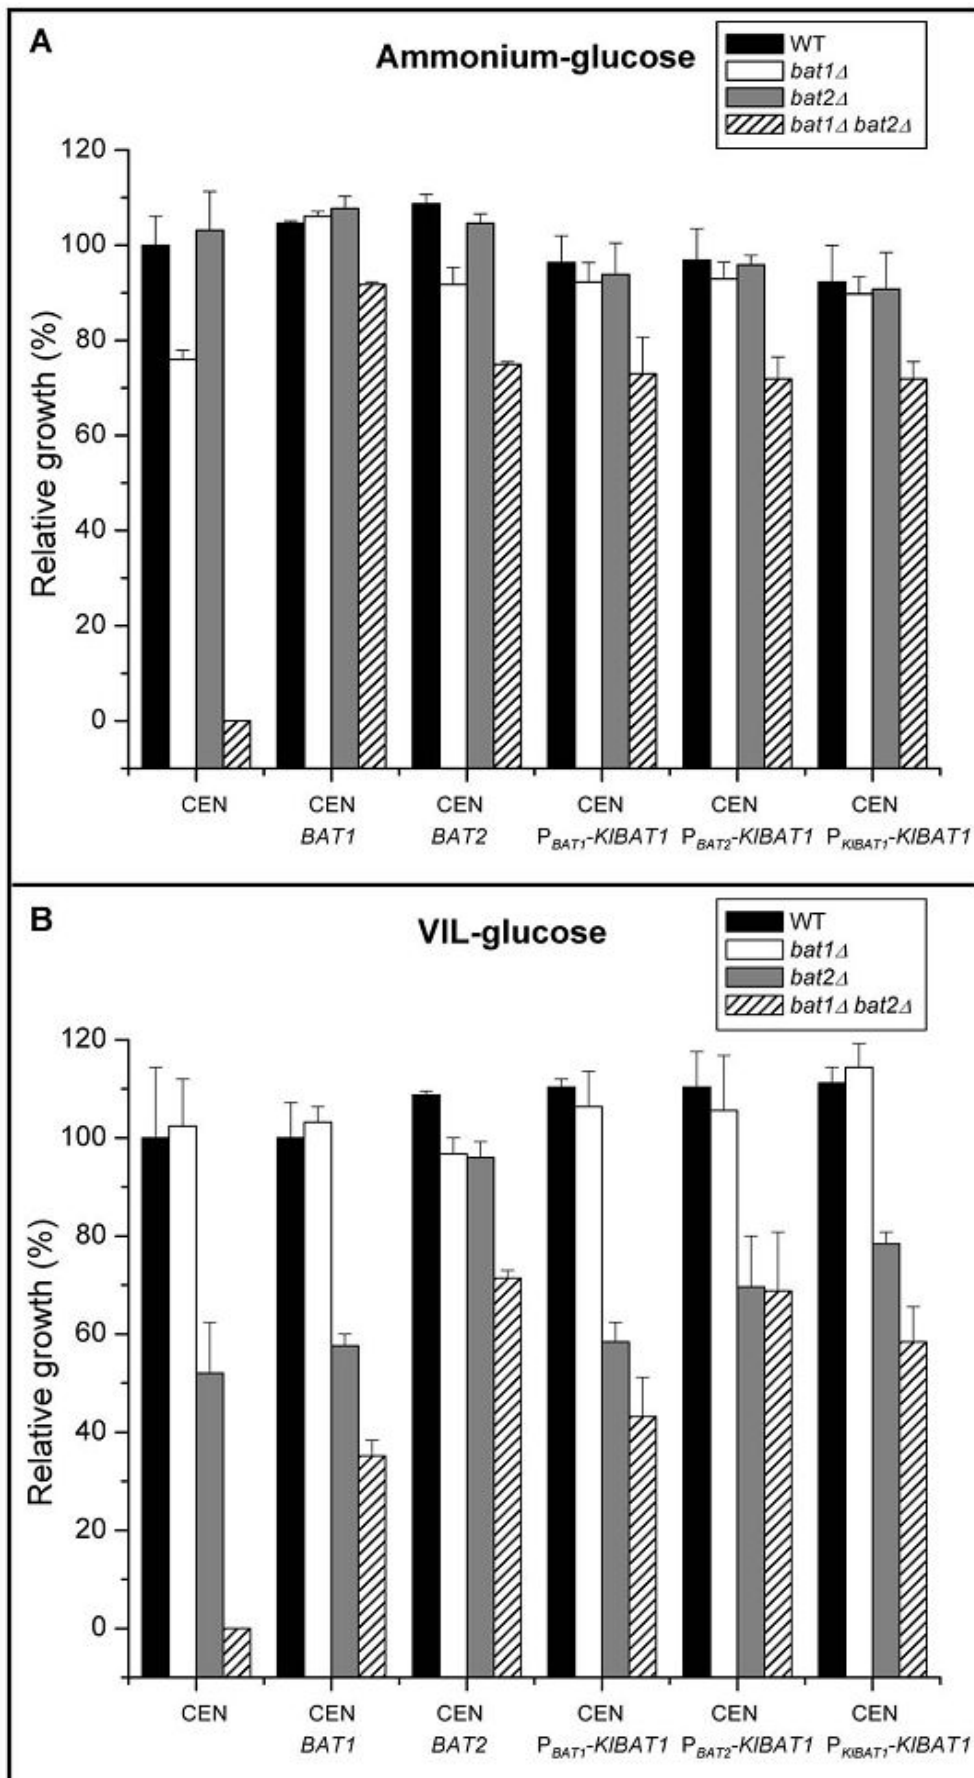 A
Ammonium-glucose
WT
bat1Δ
bat2Δ
bat1Δ bat2Δ
120
100
80
60
40
20
0
Relative growth (%)
CEN CEN CEN CEN CEN CEN
BAT1 BAT2 PBAT1-KlBAT1 PBAT2-KlBAT1 PKlBAT1-KlBAT1
B
VIL-glucose
WT
bat1Δ
bat2Δ
bat1Δ bat2Δ
120
100
80
60
40
20
0
Relative growth (%)
CEN CEN CEN CEN CEN CEN
BAT1 BAT2 PBAT1-KlBAT1 PBAT2-KlBAT1 PKlBAT1-KlBAT1